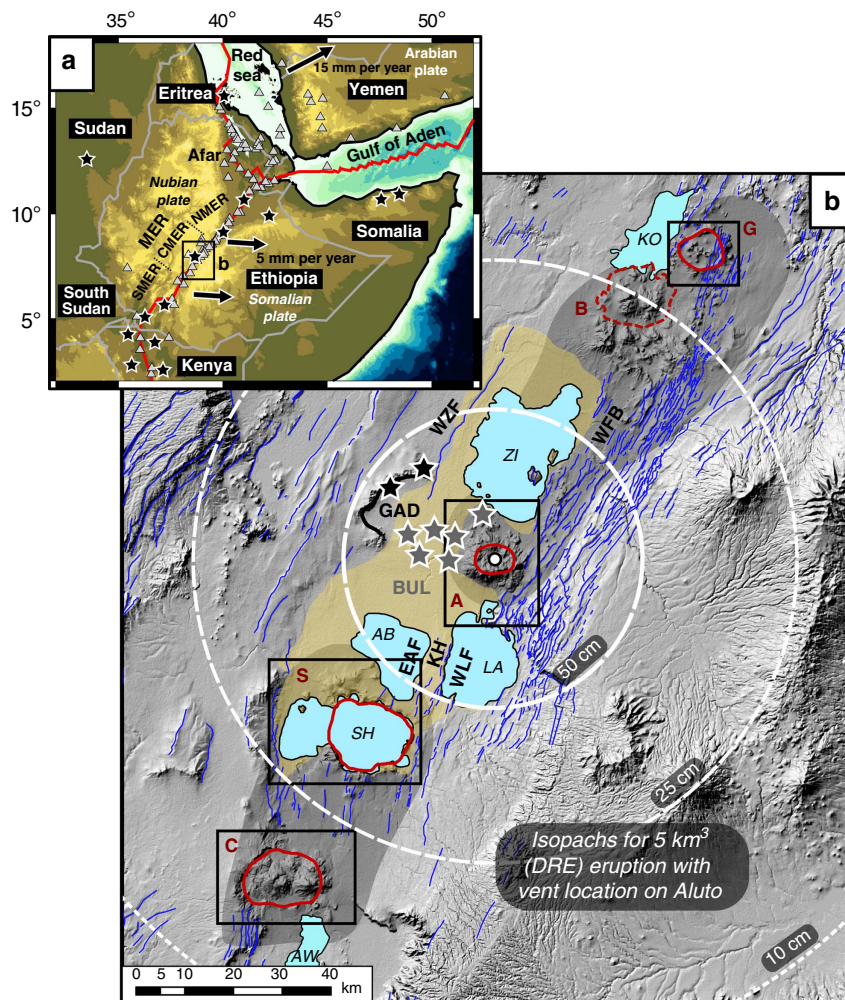 35°
40°
45°
50°
a
Red
sea
15 mm per year
Arabian
plate
Eritrea
Yemen
15°
Sudan
Gulf of Aden
Afar
Nubian
plate
MER
NMER
CMER
SMER
10°
Somalia
5 mm per year
b
Ethiopia
South
Sudan
Somalian
plate
5°
Kenya
b
KO
G
B
WZF
WFB
ZI
GAD
BUL
A
AB
EAF
KH
WLF
LA
50 cm
S
SH
25 cm
Isopachs for 5 km³
(DRE) eruption with
vent location on Aluto
C
AW
10 cm
0 5 10 20 30 40
km